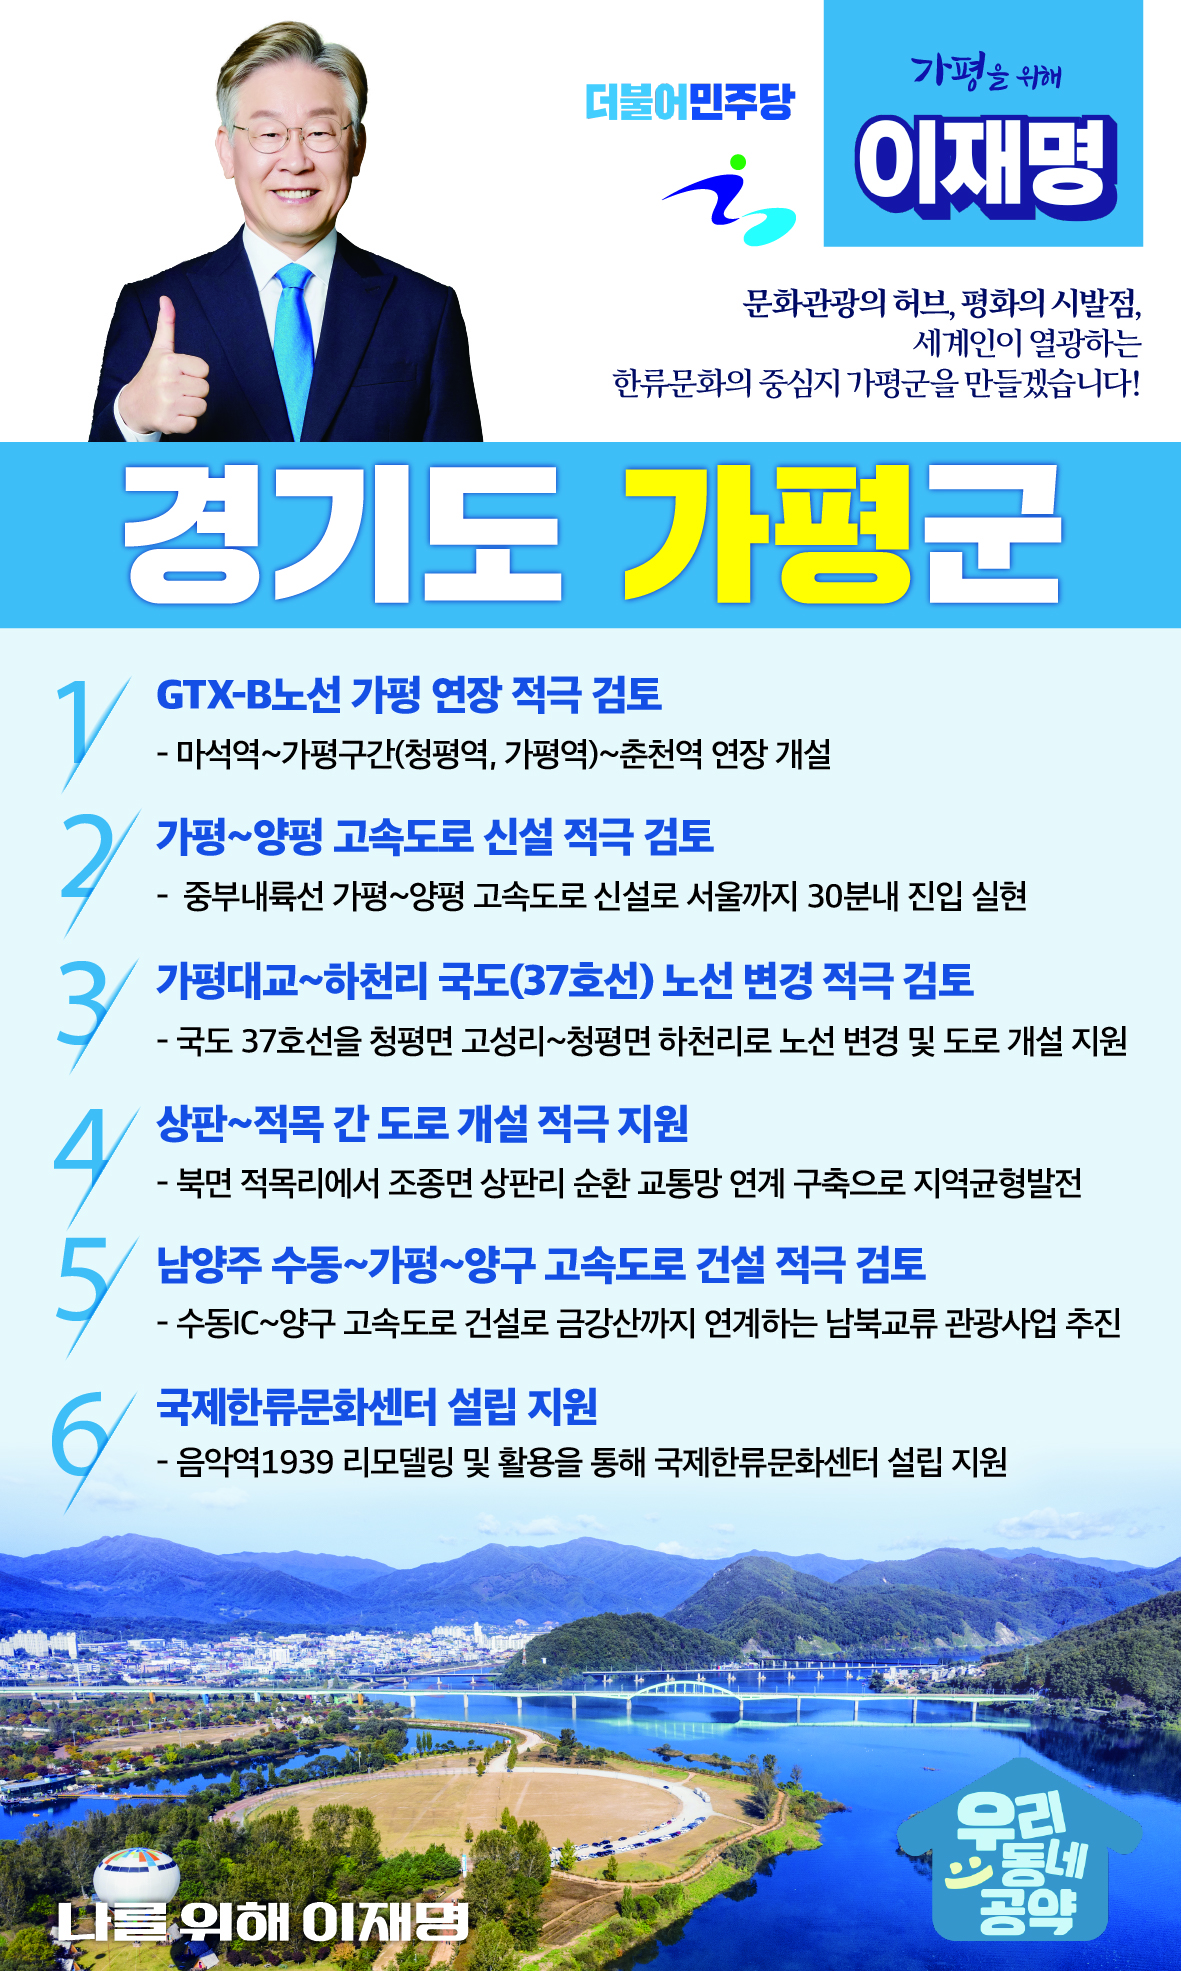 더불어민주당
가평을 위해
이재명
문화관광의 허브, 평화의 시발점,
세계인이 열광하는
한류문화의 중심지 가평군을 만들겠습니다!
경기도 가평군
1 GTX-B노선 가평 연장 적극 검토
- 마석역~가평구간(청평역, 가평역)~춘천역 연장 개설
2 가평~양평 고속도로 신설 적극 검토
- 중부내륙선 가평~양평 고속도로 신설로 서울까지 30분내 진입 실현
3 가평대교~하천리 국도(37호선) 노선 변경 적극 검토
- 국도 37호선을 청평면 고성리~청평면 하천리로 노선 변경 및 도로 개설 지원
4 상판~적목 간 도로 개설 적극 지원
- 북면 적목리에서 조종면 상판리 순환 교통망 연계 구축으로 지역균형발전
5 남양주 수동~가평~양구 고속도로 건설 적극 검토
- 수동IC~양구 고속도로 건설로 금강산까지 연계하는 남북교류 관광사업 추진
6 국제한류문화센터 설립 지원
- 음악역1939 리모델링 및 활용을 통해 국제한류문화센터 설립 지원
나를 위해 이재명
우리
동네
공약